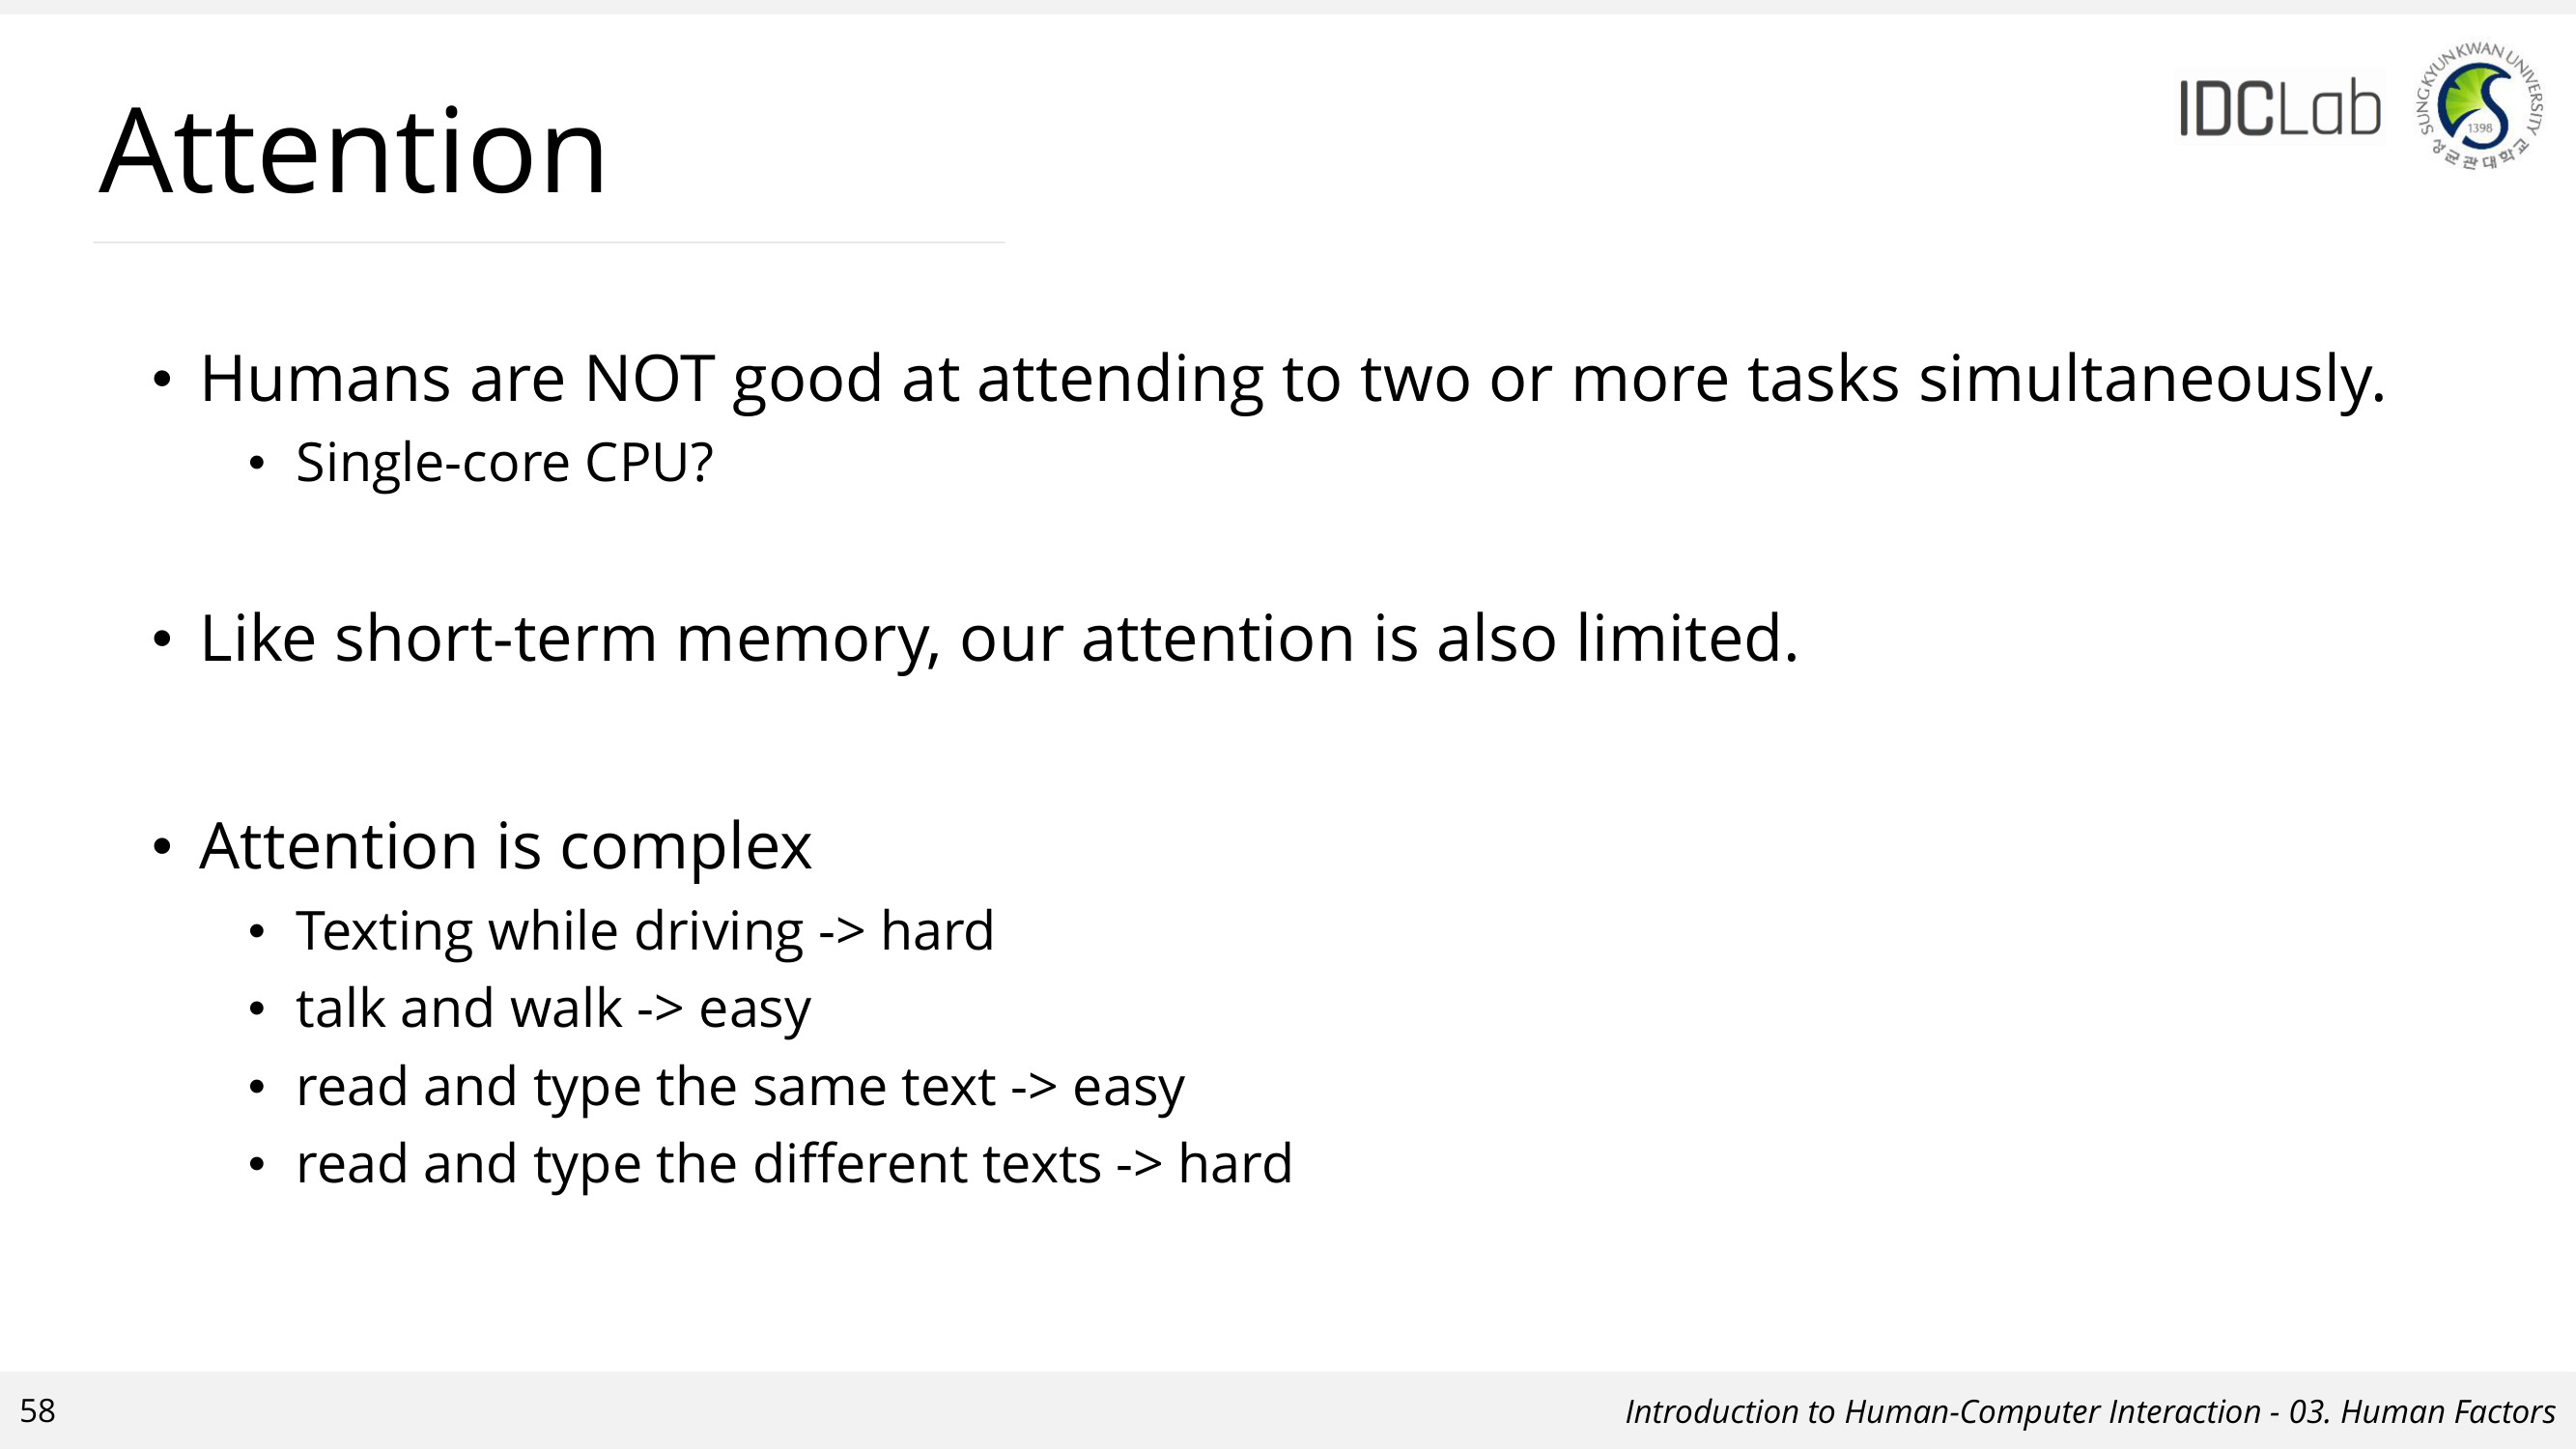 Attention
IDCLab
SUNGKYUNKWAN UNIVERSITY
1398
성균관대학교
• Humans are NOT good at attending to two or more tasks simultaneously.
• Single-core CPU?
• Like short-term memory, our attention is also limited.
• Attention is complex
• Texting while driving -> hard
• talk and walk -> easy
• read and type the same text -> easy
• read and type the different texts -> hard
58
Introduction to Human-Computer Interaction - 03. Human Factors